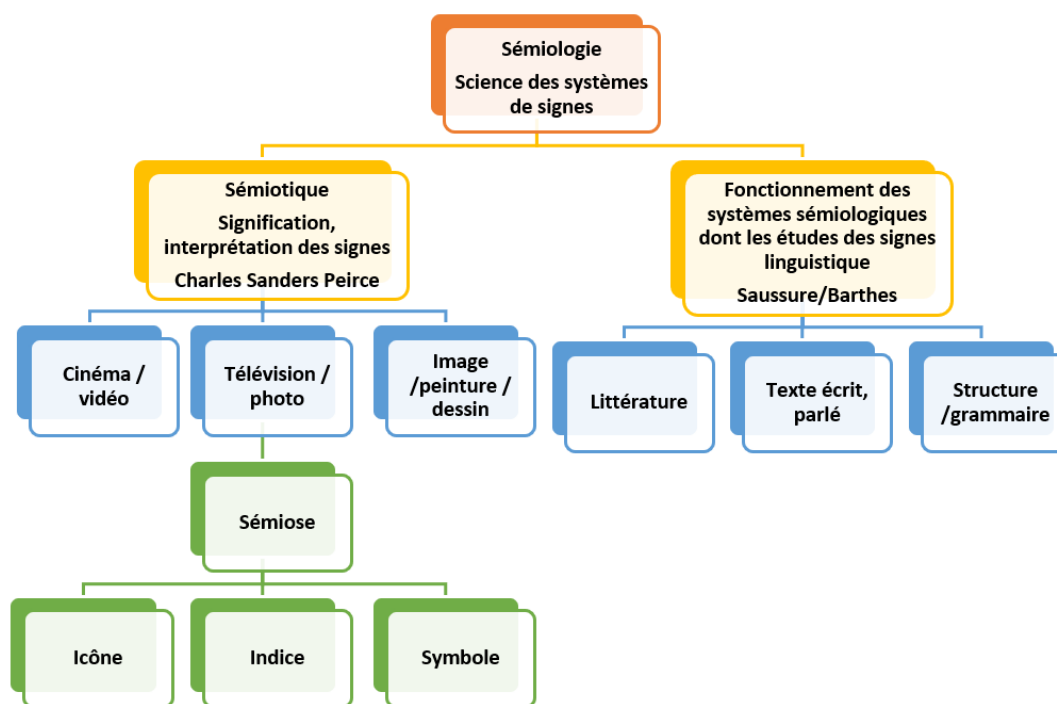 Sémiologie
Science des systèmes
de signes
Sémiotique
Signification,
interprétation des signes
Charles Sanders Peirce
Fonctionnement des
systèmes sémiologiques
dont les études des signes
linguistique
Saussure/Barthes
Cinéma /
vidéo
Télévision /
photo
Image
/peinture /
dessin
Littérature
Texte écrit,
parlé
Structure
/grammaire
Sémiose
Icône
Indice
Symbole